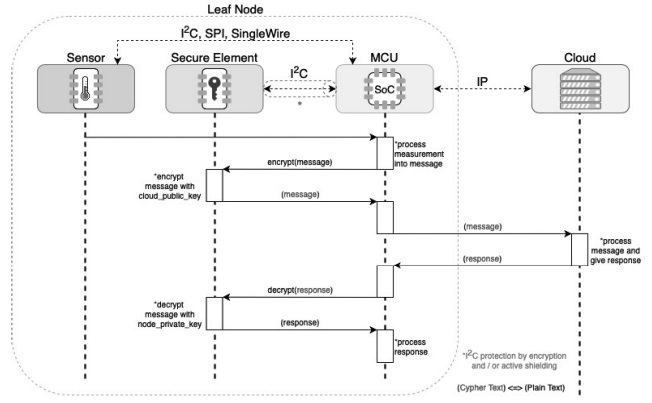 Leaf Node
I²C, SPI, SingleWire
Sensor
Secure Element
MCU
Cloud
I²C
*
SoC
IP
*process
measurement
into message
encrypt(message)
*encrypt
message with
cloud_public_key
(message)
(message)
*process
message and
give response
(response)
decrypt(response)
*decrypt
message with
node_private_key
(response)
*process
response
*I²C protection by encryption
and / or active shielding
(Cypher Text) <=> (Plain Text)